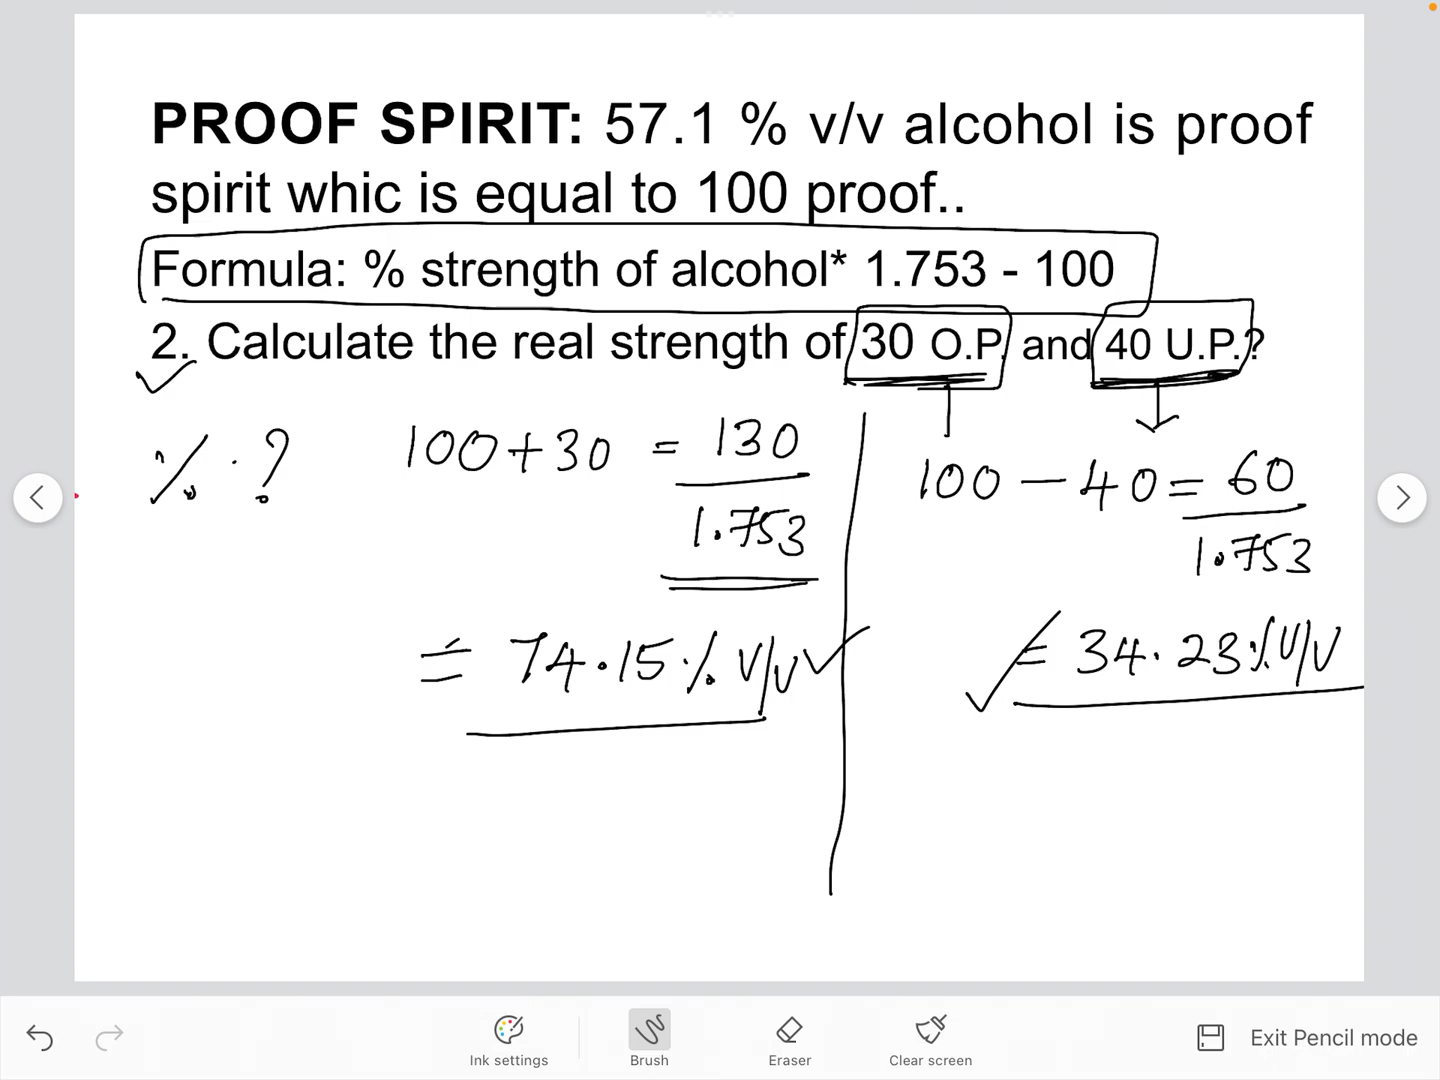 PROOF SPIRIT: 57.1 % v/v alcohol is proof
spirit whic is equal to 100 proof..
Formula: % strength of alcohol* 1.753 - 100
2. Calculate the real strength of 30 O.P. and 40 U.P.?
% . ?
100 + 30 = 130
1.753
= 74.15 % v/v
100 - 40 = 60
1.753
= 34.23 % v/v
Ink settings
Brush
Eraser
Clear screen
Exit Pencil mode